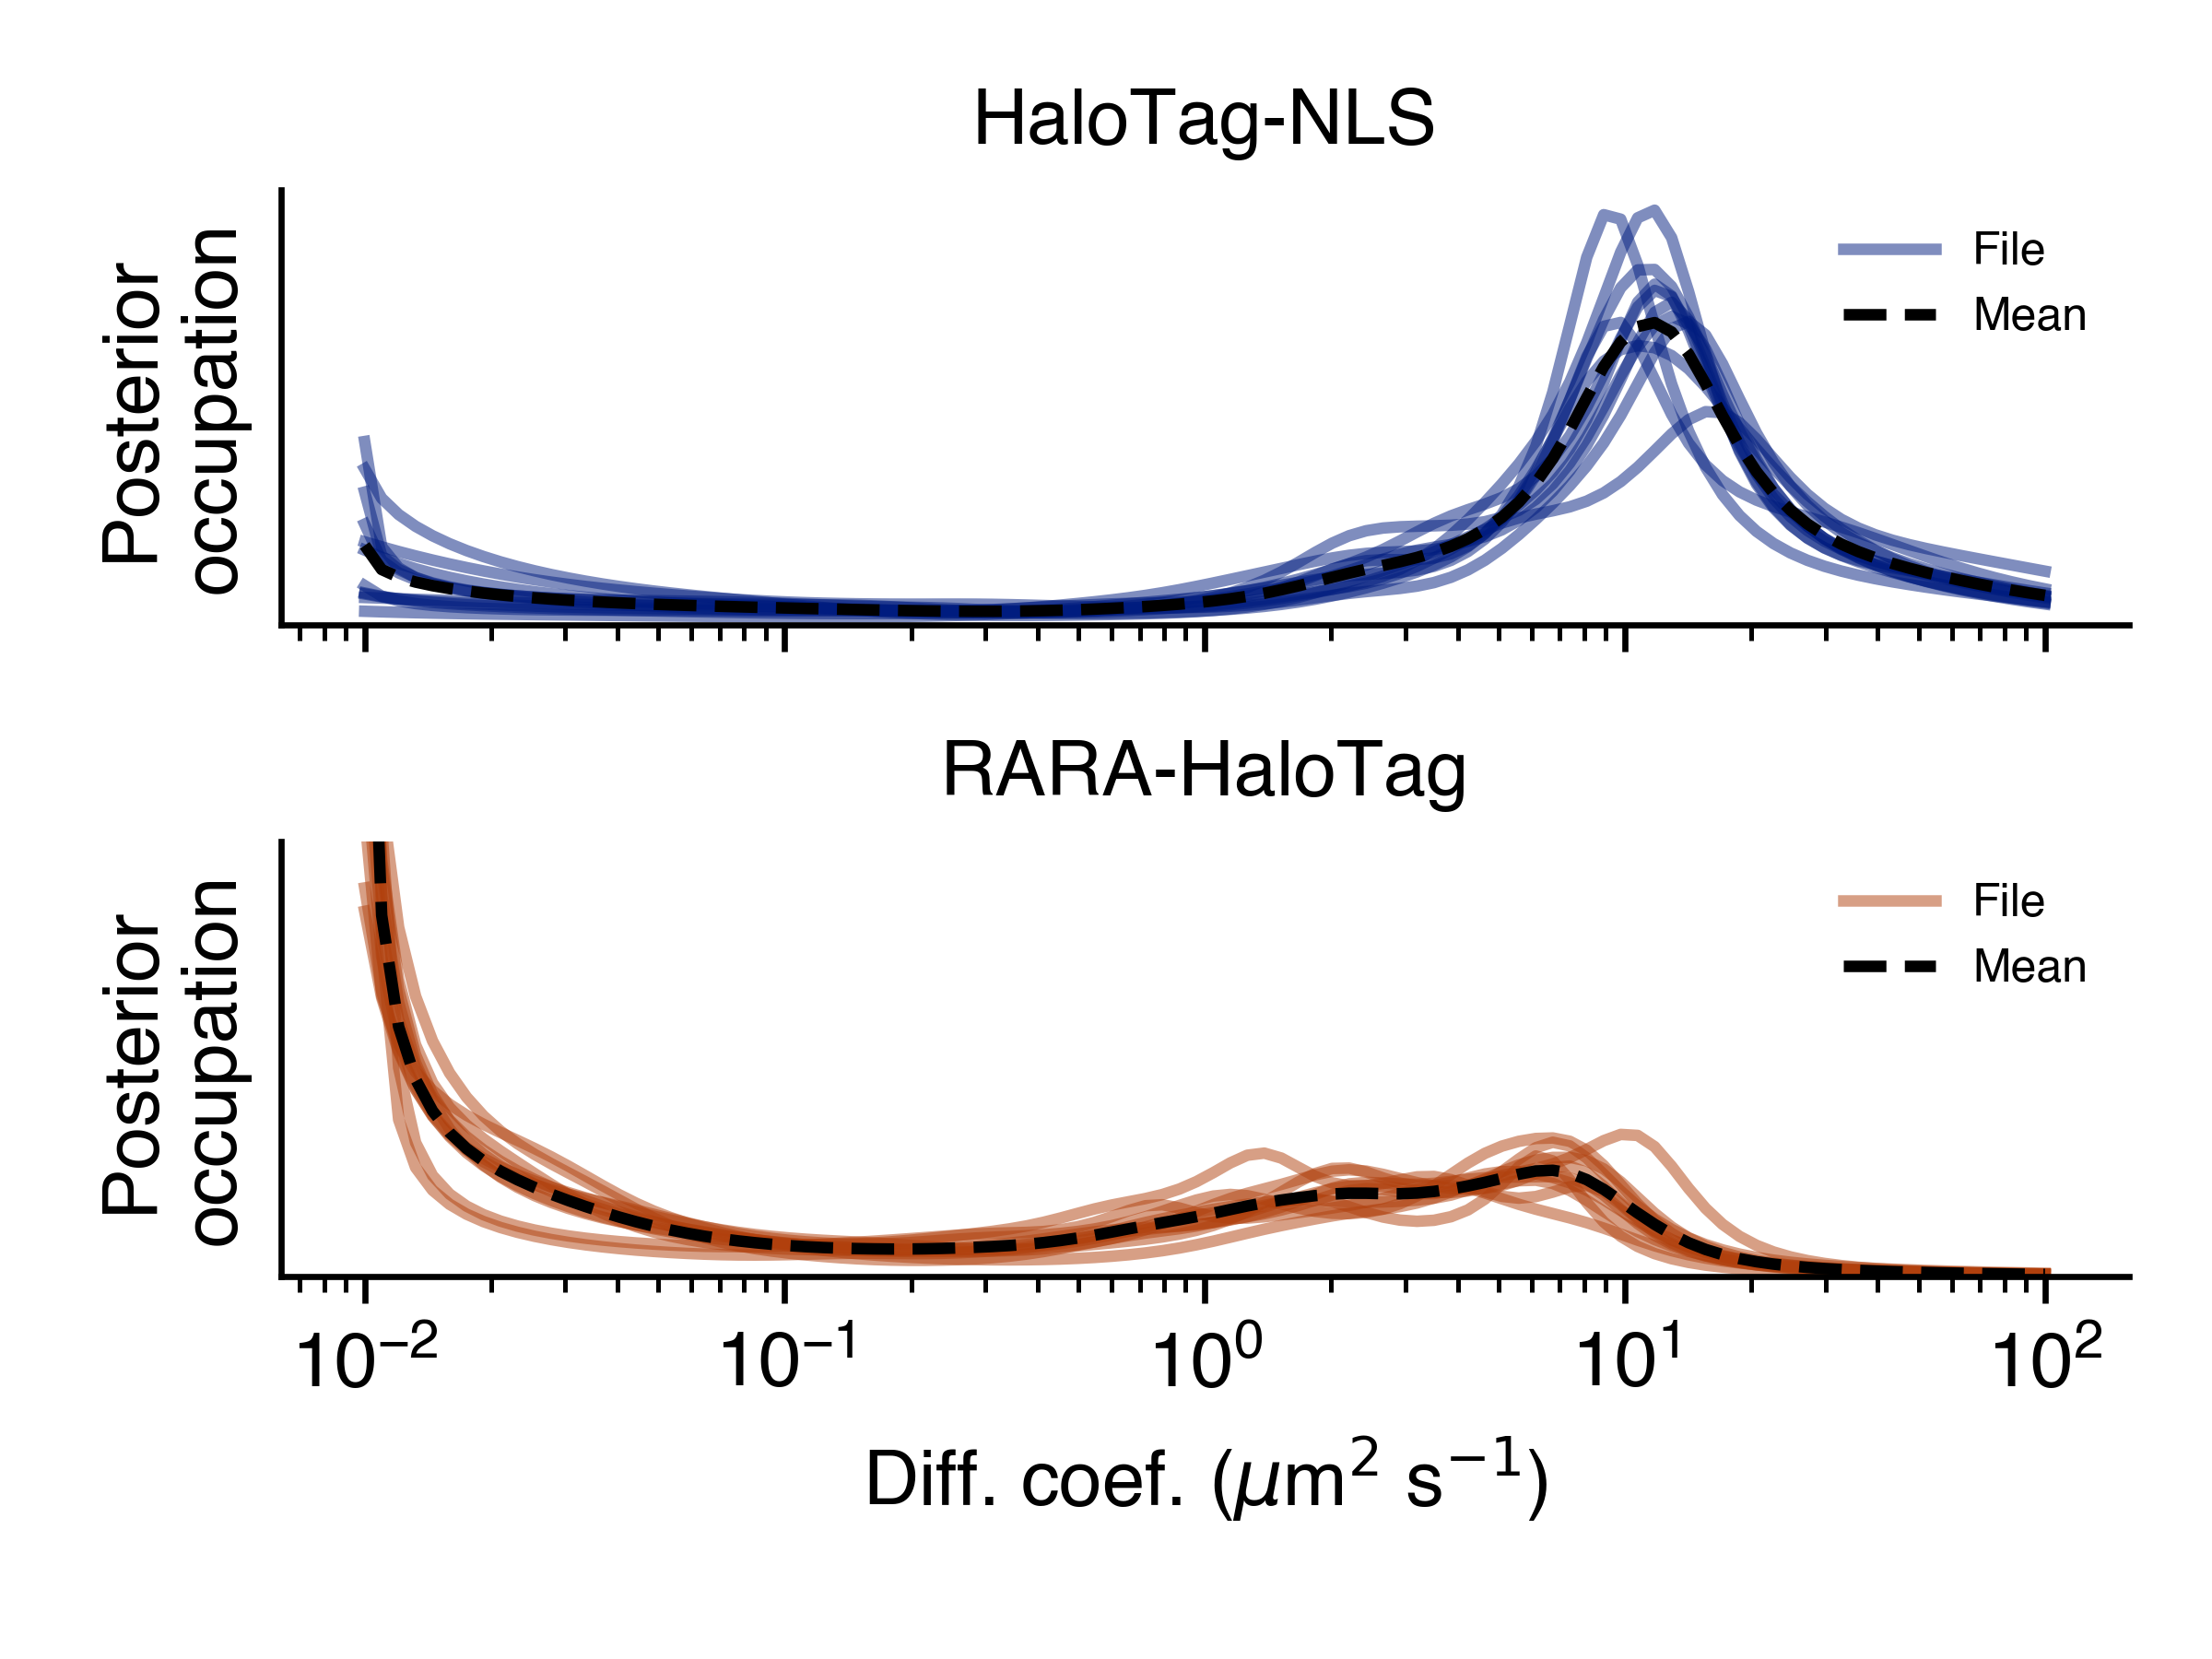 HaloTag-NLS
Posterior
occupation
File
Mean
RARA-HaloTag
Posterior
occupation
File
Mean
10⁻² 10⁻¹ 10⁰ 10¹ 10²
Diff. coef. (μm² s⁻¹)